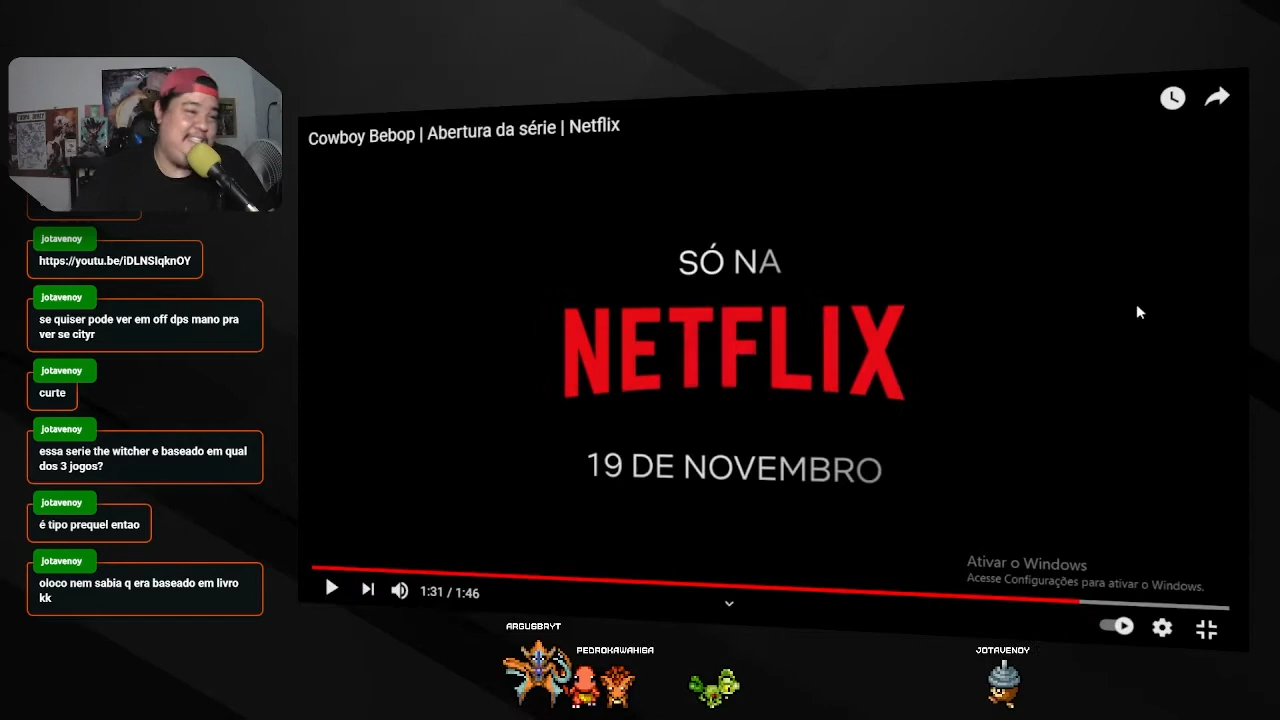 Cowboy Bebop | Abertura da série | Netflix
jotavenoy
https://youtu.be/iDLNSIqknOY
jotavenoy
se quiser pode ver em off dps mano pra
ver se cityr
jotavenoy
curte
jotavenoy
essa serie the witcher e baseado em qual
dos 3 jogos?
jotavenoy
é tipo prequel entao
jotavenoy
oloco nem sabia q era baseado em livro
kk
SÓ NA
NETFLIX
19 DE NOVEMBRO
Ativar o Windows
Acesse Configurações para ativar o Windows.
1:31 / 1:46
ARGUSBRYT
PEDROKAWAHISA
JOTAVENOY